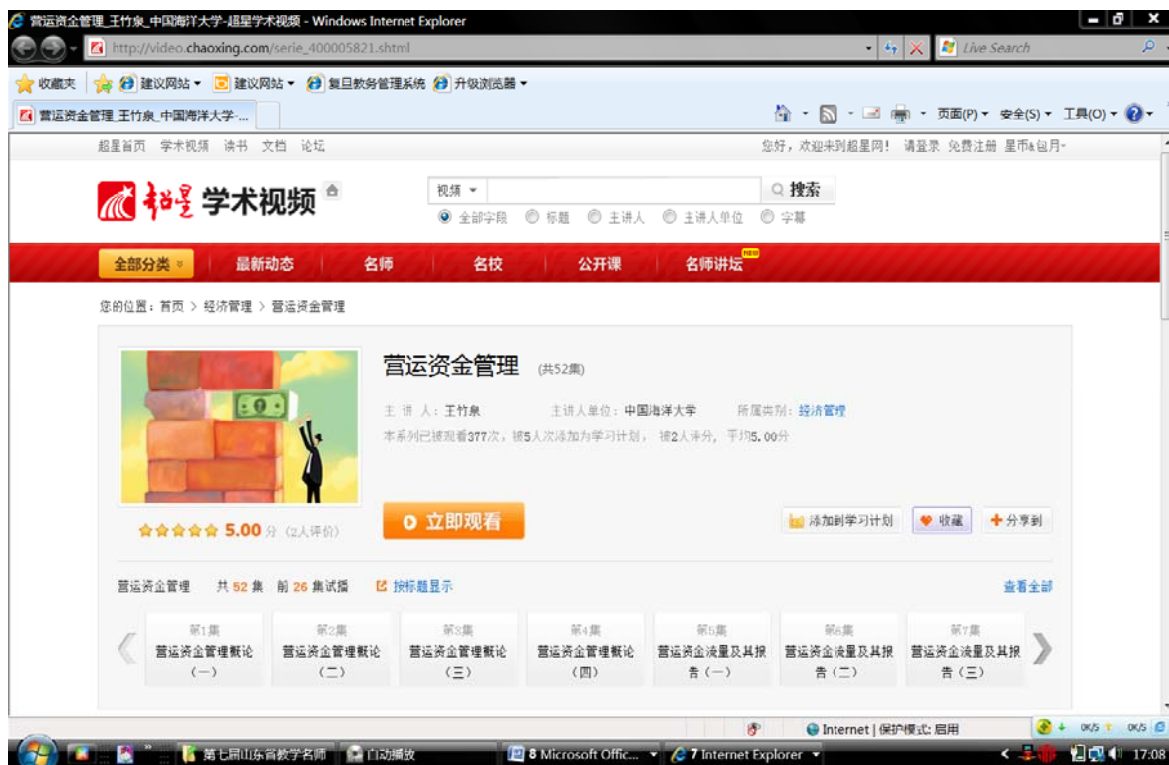 营运资金管理_王竹泉_中国海洋大学-超星学术视频 - Windows Internet Explorer
http://video.chaoxing.com/serie_400005821.shtml
Live Search
收藏夹 建议网站 建议网站 复旦教务管理系统 升级浏览器
营运资金管理_王竹泉_中国海洋大学-...
页面(P) 安全(S) 工具(O)
超星首页 学术视频 读书 文档 论坛
您好，欢迎来到超星网！ 请登录 免费注册 星币&包月
超星 学术视频
视频 搜索
全部字段 标题 主讲人 主讲人单位 字幕
全部分类 最新动态 名师 名校 公开课 名师讲坛 NEW
您的位置：首页 > 经济管理 > 营运资金管理
营运资金管理 (共52集)
主 讲 人：王竹泉 主讲人单位：中国海洋大学 所属类别：经济管理
本系列已被观看377次，被5人次添加为学习计划， 被2人评分，平均5.00分
立即观看
添加到学习计划 收藏 分享到
5.00 分 (2人评价)
营运资金管理 共 52 集 前 26 集试播 按标题显示 查看全部
第1集 第2集 第3集 第4集 第5集 第6集 第7集
营运资金管理概论 营运资金管理概论 营运资金管理概论 营运资金管理概论 营运资金流量及其报 营运资金流量及其报 营运资金流量及其报
（一） （二） （三） （四） 告（一） 告（二） 告（三）
Internet | 保护模式: 启用
0K/S 0K/S
第七届山东省教学名师 自动播放 8 Microsoft Offic... 7 Internet Explorer 17:08